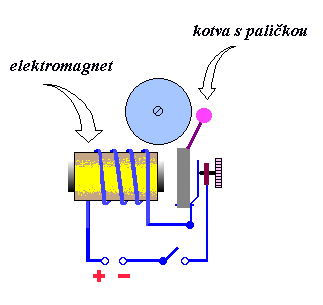 kotva s paličkou
elektromagnet
+ −